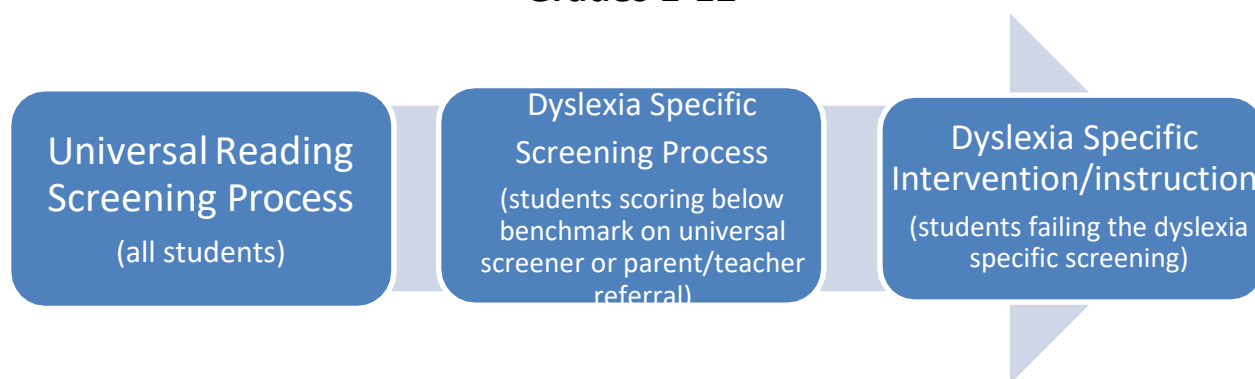 Universal Reading
Screening Process
(all students)
Dyslexia Specific
Screening Process
(students scoring below
benchmark on universal
screener or parent/teacher
referral)
Dyslexia Specific
Intervention/instruction
(students failing the dyslexia
specific screening)